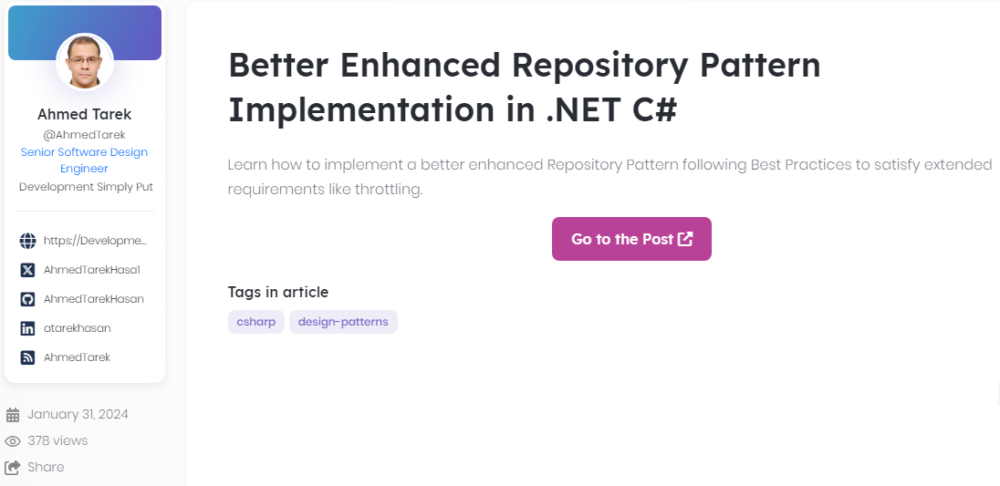 Ahmed Tarek
@AhmedTarek
Senior Software Design
Engineer
Development Simply Put
https://Developme...
AhmedTarekHasa1
AhmedTarekHasan
atarekhasan
AhmedTarek
January 31, 2024
378 views
Share
Better Enhanced Repository Pattern
Implementation in .NET C#
Learn how to implement a better enhanced Repository Pattern following Best Practices to satisfy extended
requirements like throttling.
Go to the Post
Tags in article
csharp design-patterns